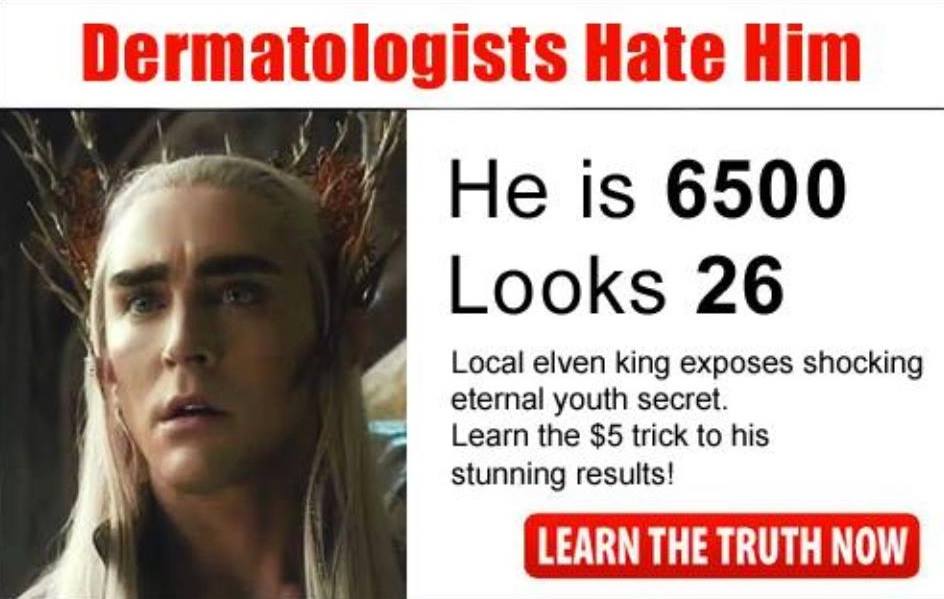 Dermatologists Hate Him
He is 6500
Looks 26
Local elven king exposes shocking
eternal youth secret.
Learn the $5 trick to his
stunning results!
LEARN THE TRUTH NOW